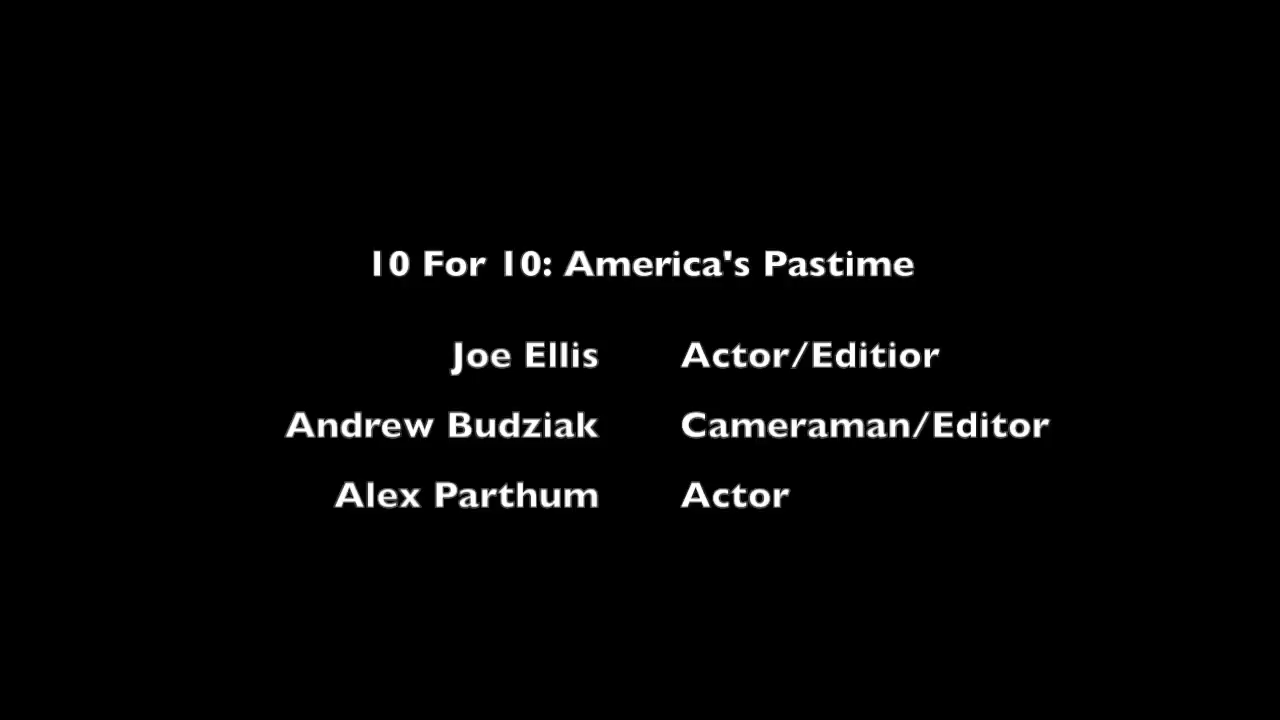 10 For 10: America's Pastime
Joe Ellis Actor/Editior
Andrew Budziak Cameraman/Editor
Alex Parthum Actor